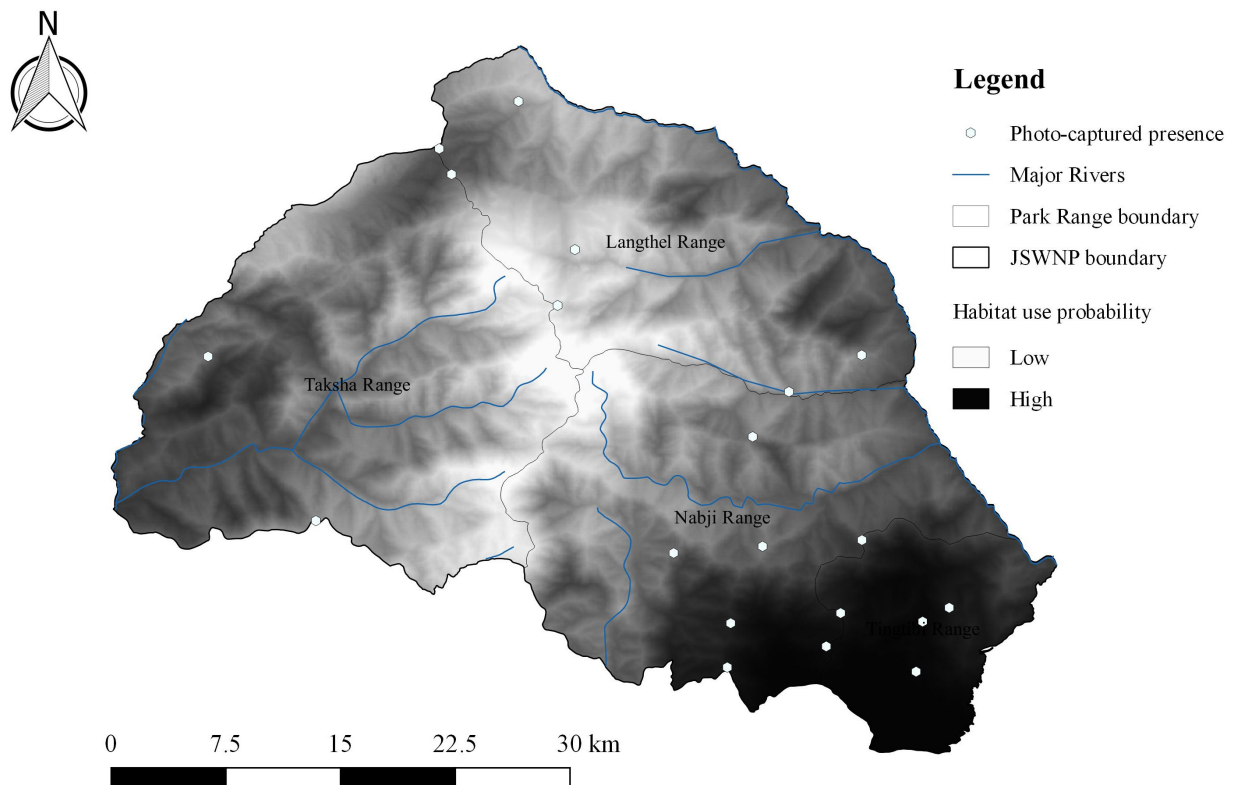 N
Legend
Photo-captured presence
Major Rivers
Park Range boundary
JSWNP boundary
Habitat use probability
Low
High
Langthel Range
Taksha Range
Nabji Range
Range
0 7.5 15 22.5 30 km